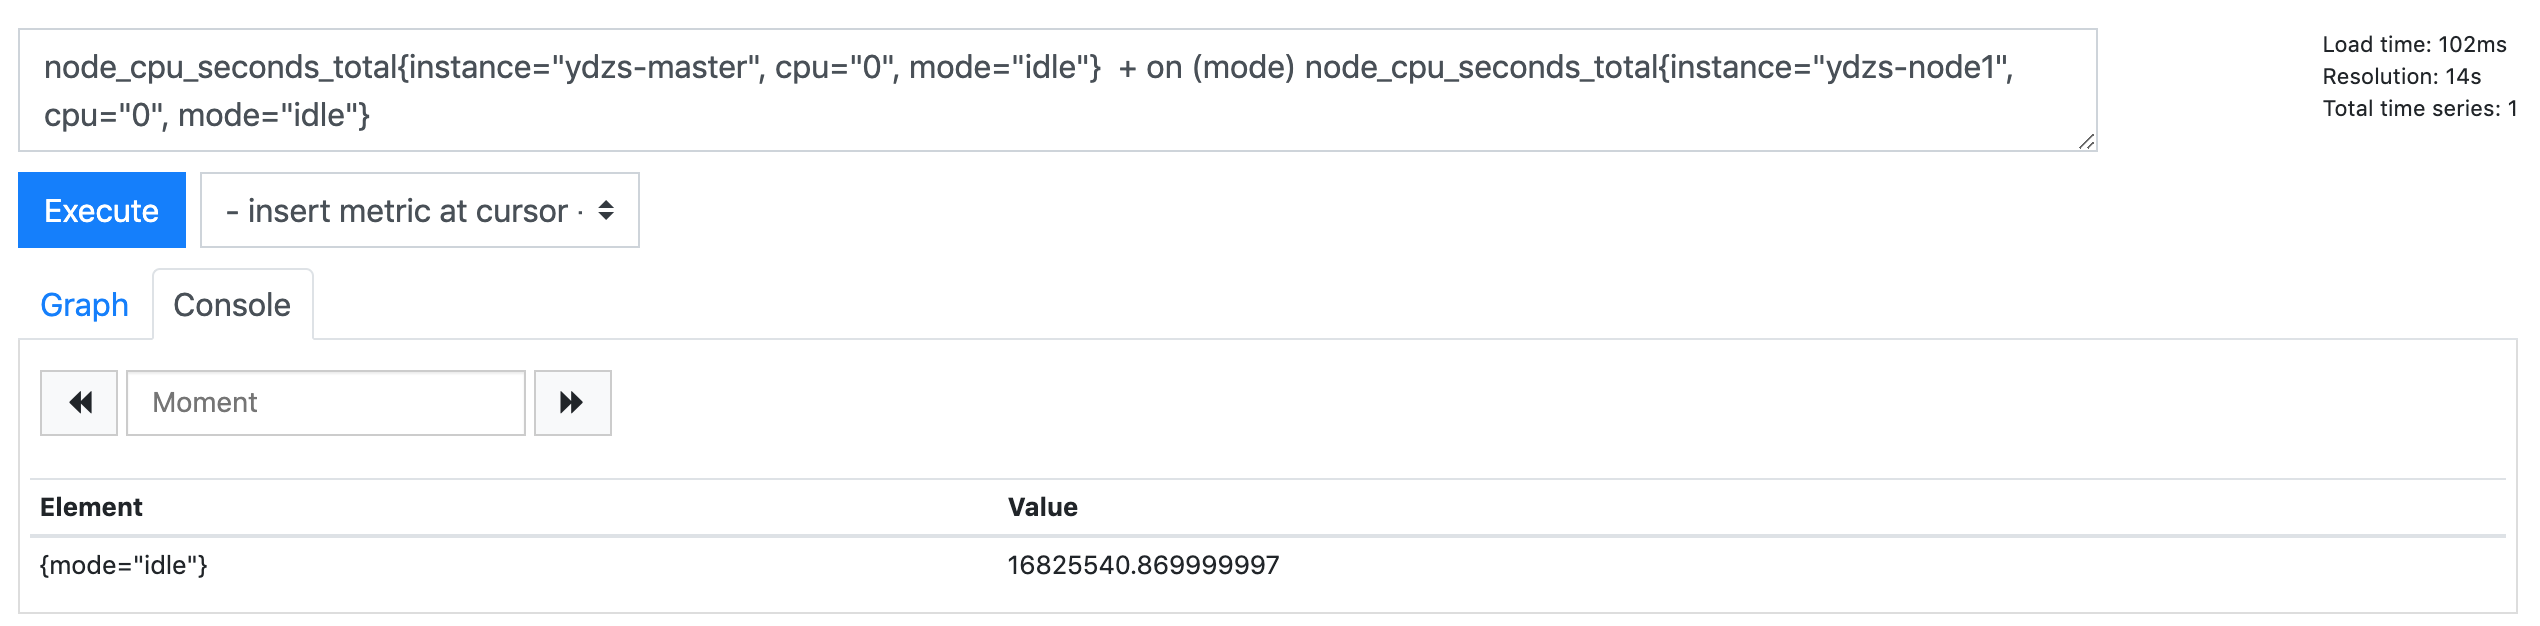 node_cpu_seconds_total{instance="ydzs-master", cpu="0", mode="idle"}  + on (mode) node_cpu_seconds_total{instance="ydzs-node1",
cpu="0", mode="idle"}
Load time: 102ms
Resolution: 14s
Total time series: 1
Execute
- insert metric at cursor -
Graph
Console
Moment
Element Value
{mode="idle"} 16825540.869999997